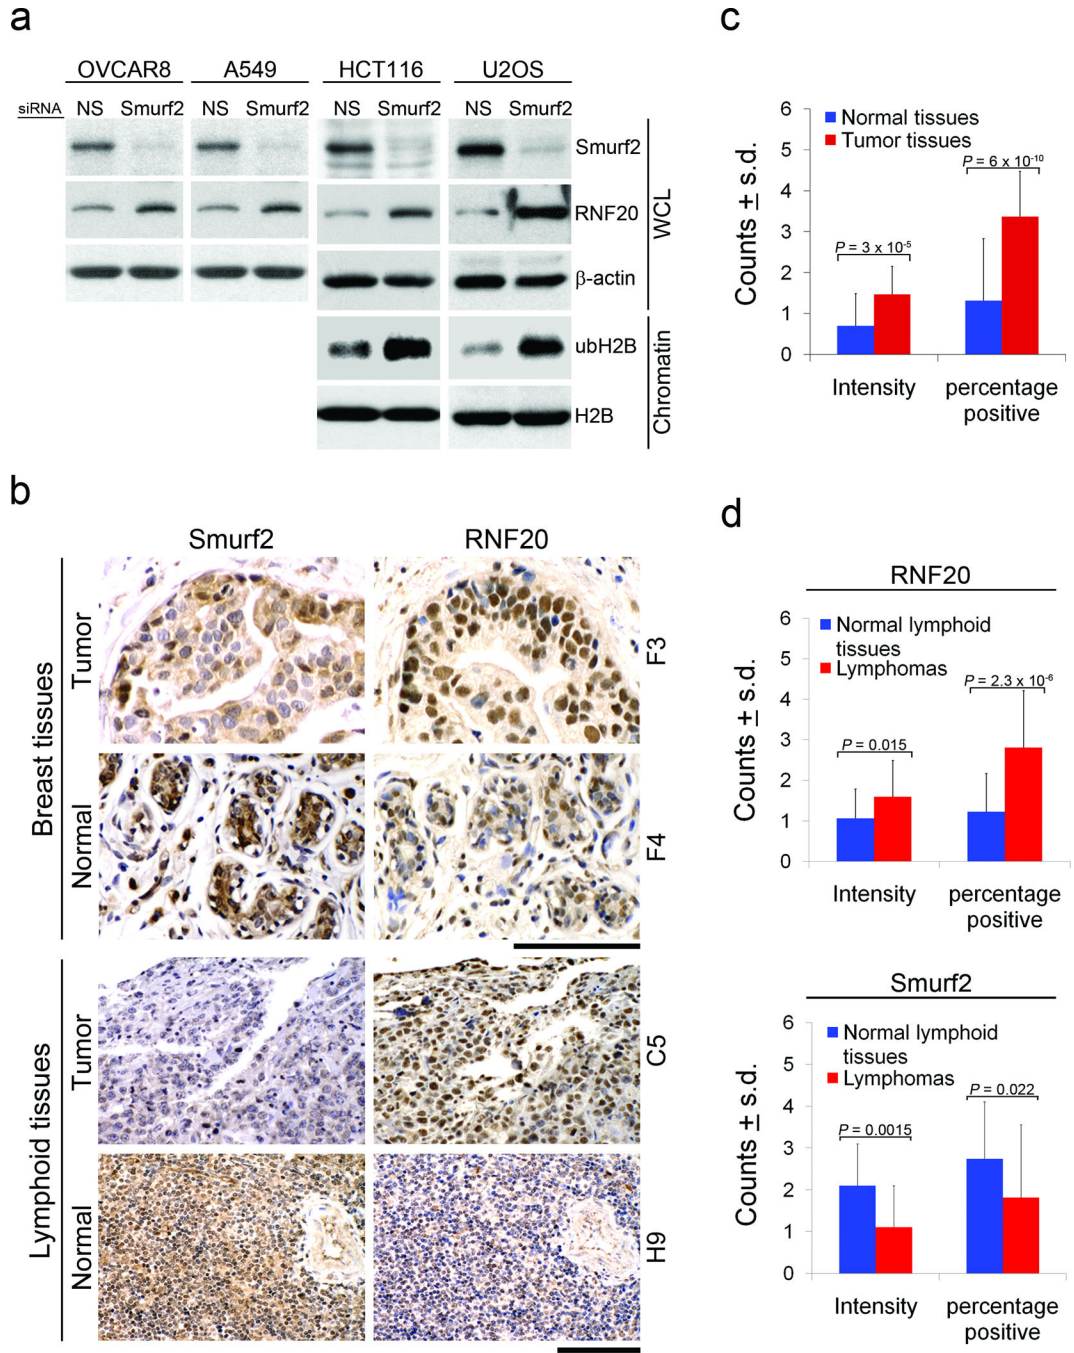 a
OVCAR8 A549 HCT116 U2OS
siRNA NS Smurf2 NS Smurf2 NS Smurf2 NS Smurf2
Smurf2
RNF20
β-actin
WCL
ubH2B
H2B
Chromatin
b
Smurf2 RNF20
Breast tissues
Tumor
F3
Normal
F4
Lymphoid tissues
Tumor
C5
Normal
H9
c
Counts ± s.d.
6
5
4
3
2
1
0
Normal tissues
Tumor tissues
P = 3 x 10-5
P = 6 x 10-10
Intensity percentage
positive
d
RNF20
Counts ± s.d.
6
5
4
3
2
1
0
Normal lymphoid
tissues
Lymphomas
P = 0.015
P = 2.3 x 10-6
Intensity percentage
positive
Smurf2
Counts ± s.d.
6
5
4
3
2
1
0
Normal lymphoid
tissues
Lymphomas
P = 0.0015
P = 0.022
Intensity percentage
positive